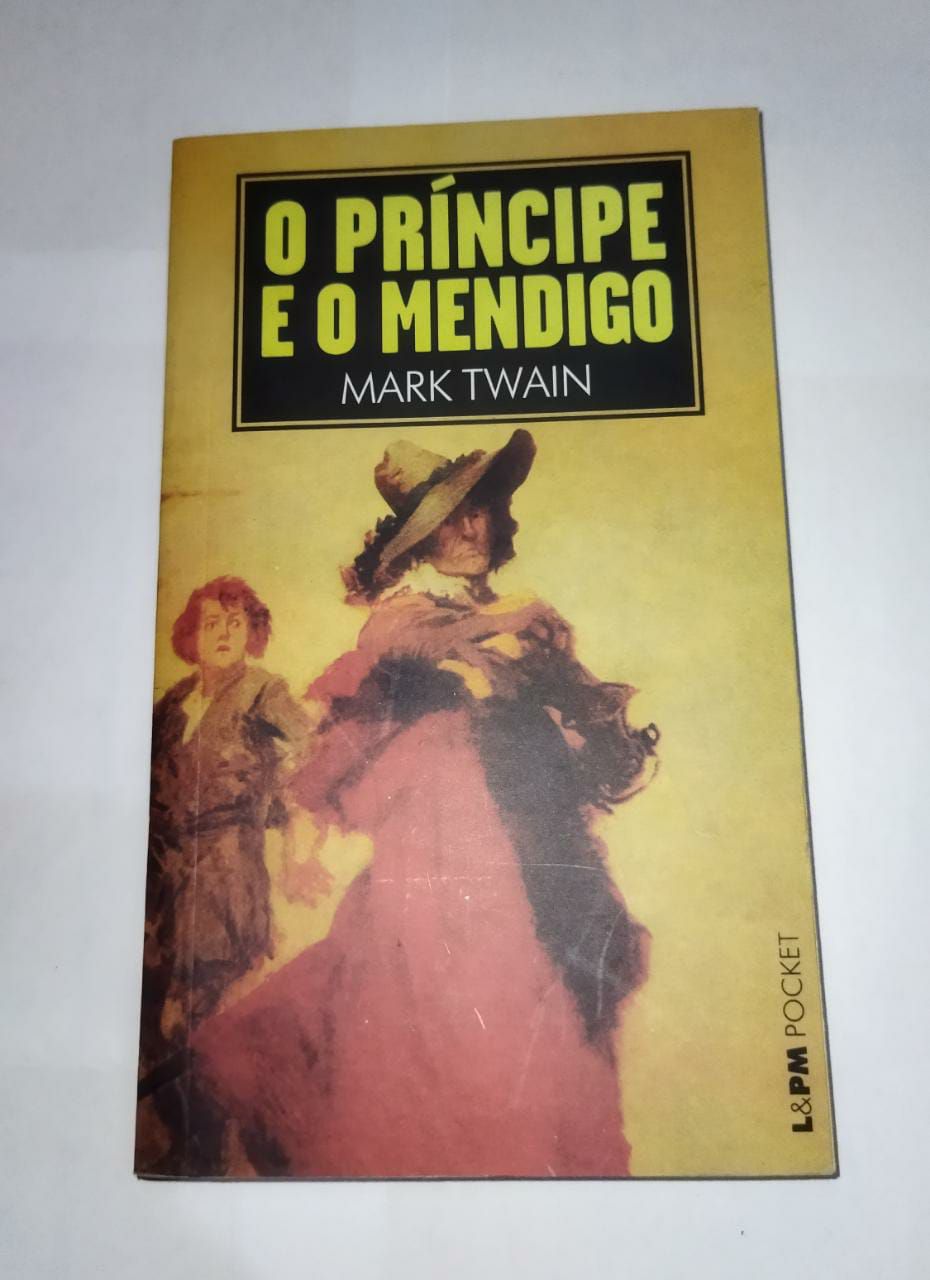 O PRÍNCIPE
E O MENDIGO
MARK TWAIN
L&PM POCKET